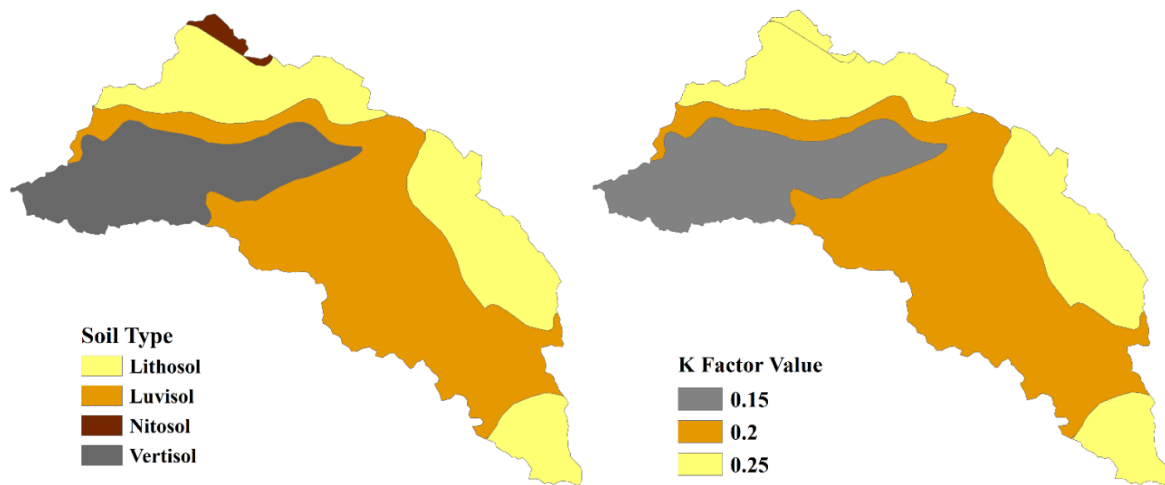 Soil Type
Lithosol
Luvisol
Nitosol
Vertisol
K Factor Value
0.15
0.2
0.25